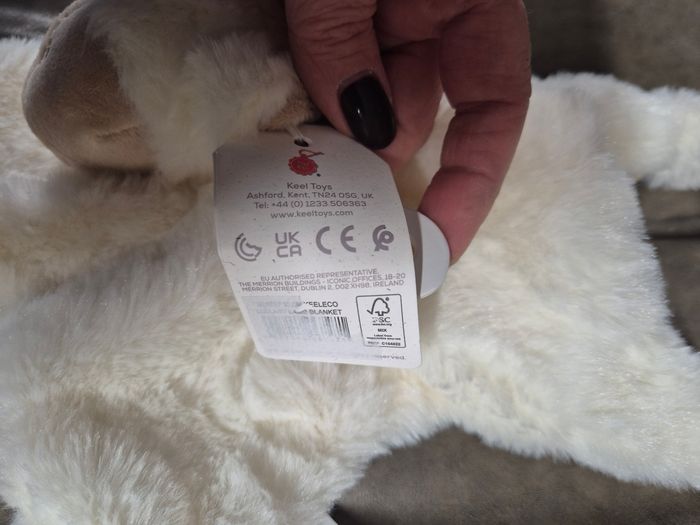 Keel Toys
Ashford, Kent, TN24 0SG, UK
Tel: +44 (0) 1233 506363
www.keeltoys.com
UK
CA
CE
EU AUTHORISED REPRESENTATIVE,
THE MERRION BUILDINGS - ICONIC OFFICES, 18-20
MERRION STREET, DUBLIN 2, D02 XH98, IRELAND
KEELECO
BLANKET
FSC
MIX